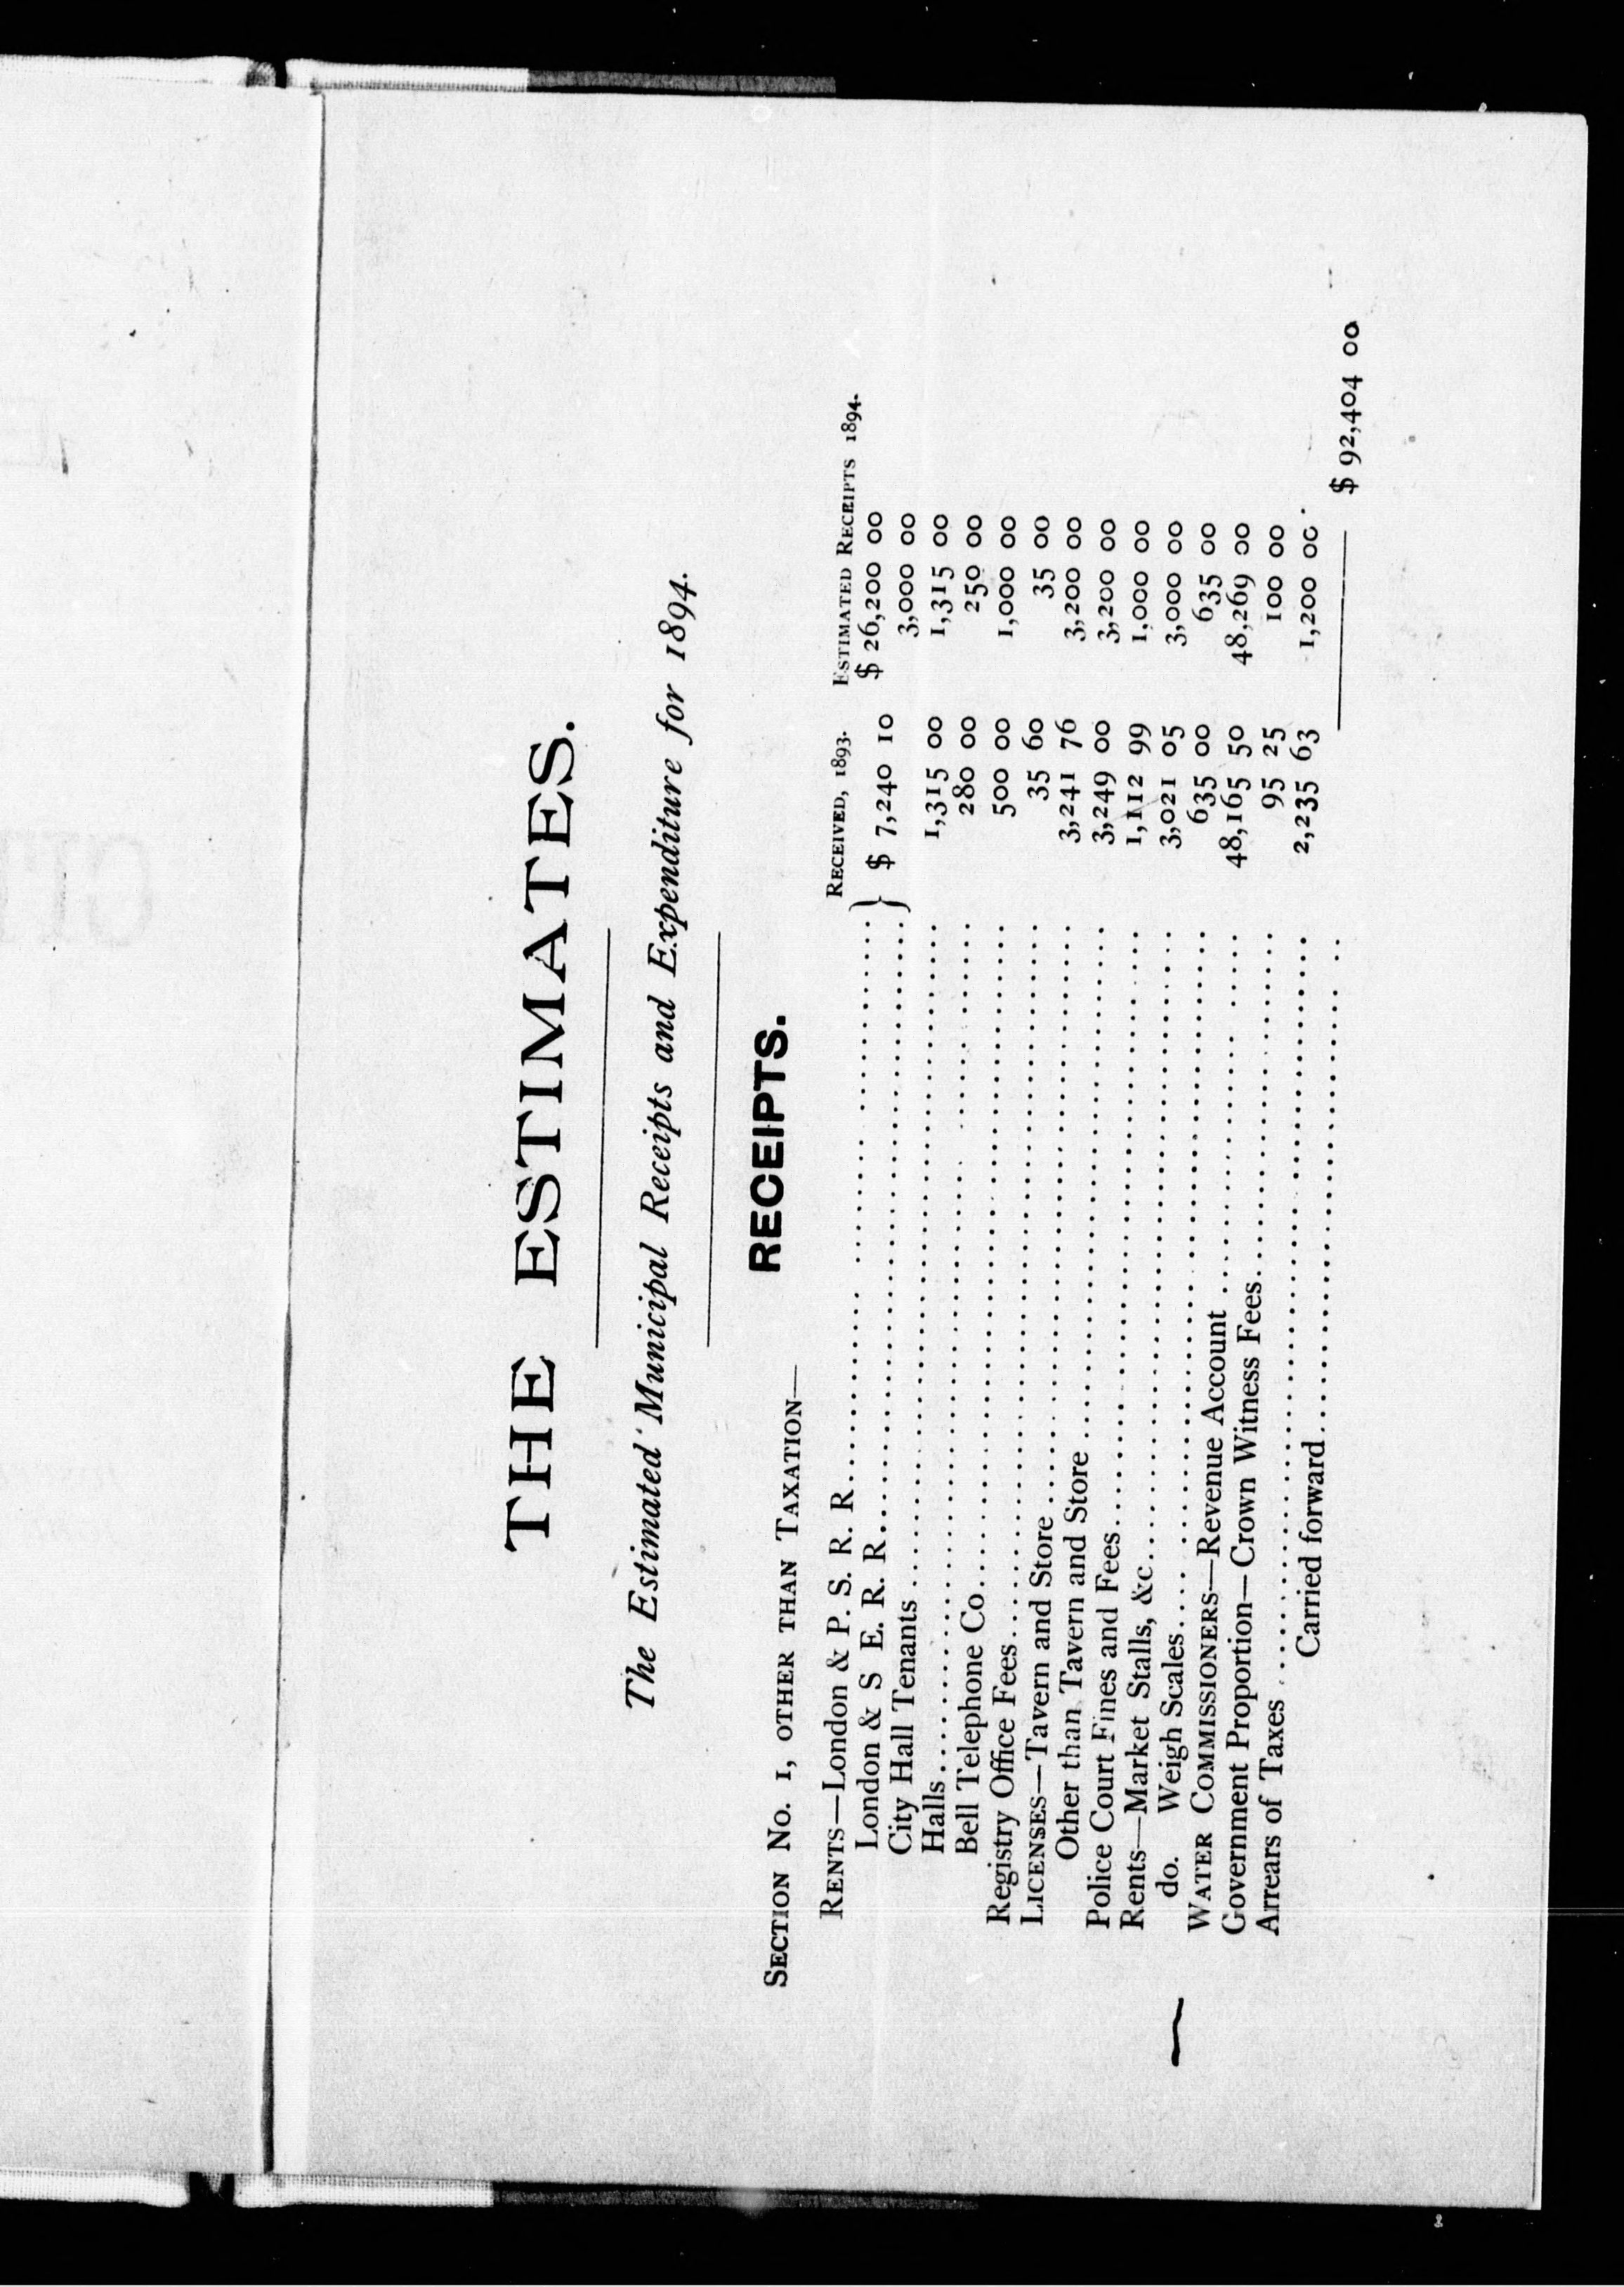 THE ESTIMATES.
The Estimated Municipal Receipts and Expenditure for 1894.
RECEIPTS.
SECTION No. 1, OTHER THAN TAXATION—
RECEIVED, 1893. ESTIMATED RECEIPTS 1894.
RENTS—London & P. S. R. R. $ 7,240 10 $ 26,200 00
London & S E. R. R. 3,000 00
City Hall Tenants 1,315 00 1,315 00
Halls 280 00 250 00
Bell Telephone Co. 500 00 1,000 00
Registry Office Fees 35 60 35 00
LICENSES—Tavern and Store 3,241 76 3,200 00
Other than Tavern and Store 3,249 00 3,200 00
Police Court Fines and Fees 1,112 99 1,000 00
Rents—Market Stalls, &c. 3,021 05 3,000 00
do. Weigh Scales 635 00 635 00
WATER COMMISSIONERS—Revenue Account 48,165 50 48,269 00
Government Proportion—Crown Witness Fees 95 25 100 00
Arrears of Taxes 2,235 63 1,200 00
Carried forward $ 92,404 00